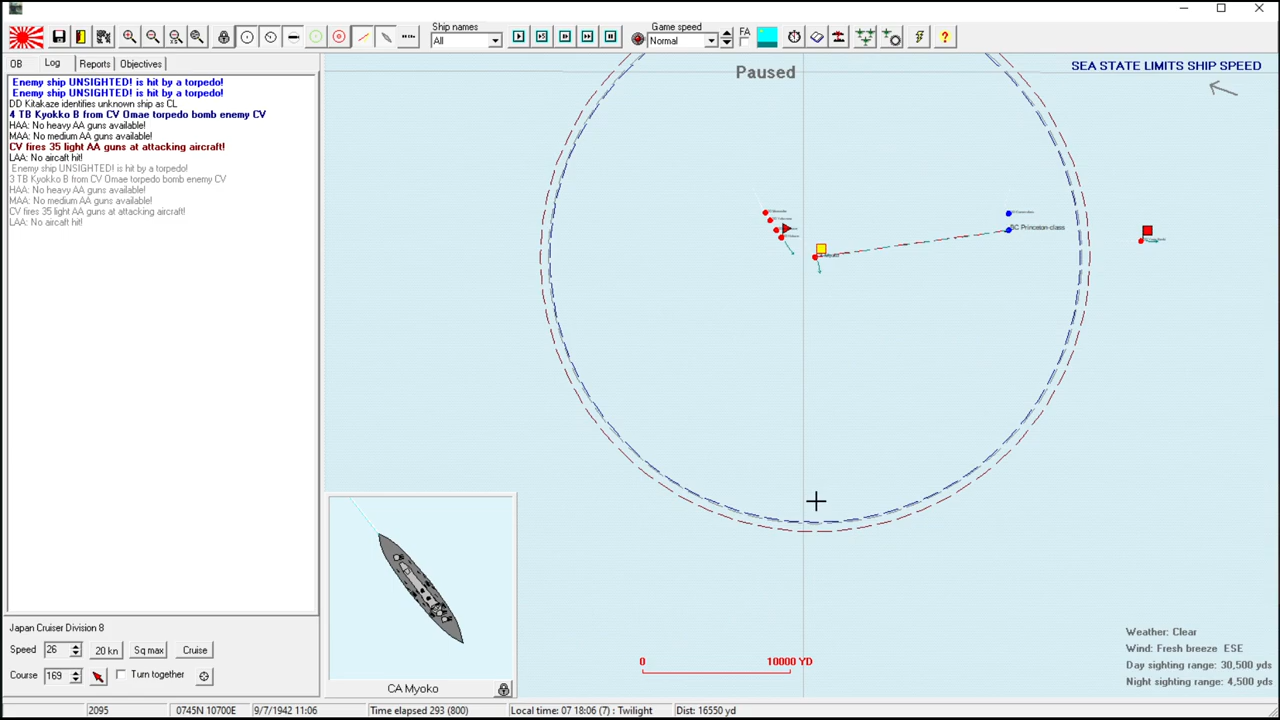 Ship names
Game speed
All
Normal
FA
OB
Log
Reports
Objectives
Enemy ship UNSIGHTED! is hit by a torpedo!
Enemy ship UNSIGHTED! is hit by a torpedo!
DD Kitakaze identifies unknown ship as CL
4 TB Kyokko B from CV Omae torpedo bomb enemy CV
HAA: No heavy AA guns available!
MAA: No medium AA guns available!
CV fires 35 light AA guns at attacking aircraft!
LAA: No aircaft hit!
Enemy ship UNSIGHTED! is hit by a torpedo!
3 TB Kyokko B from CV Omae torpedo bomb enemy CV
HAA: No heavy AA guns available!
MAA: No medium AA guns available!
CV fires 35 light AA guns at attacking aircraft!
LAA: No aircaft hit!
Paused
SEA STATE LIMITS SHIP SPEED
BC Princeton-class
0
10000 YD
Weather: Clear
Wind: Fresh breeze ESE
Day sighting range: 30,500 yds
Night sighting range: 4,500 yds
CA Myoko
Japan Cruiser Division 8
Speed
26
20 kn
Sq max
Cruise
Course
169
Turn together
2095
0745N 10700E
9/7/1942 11:06
Time elapsed 293 (800)
Local time: 07 18:06 (7) : Twilight
Dist: 16550 yd